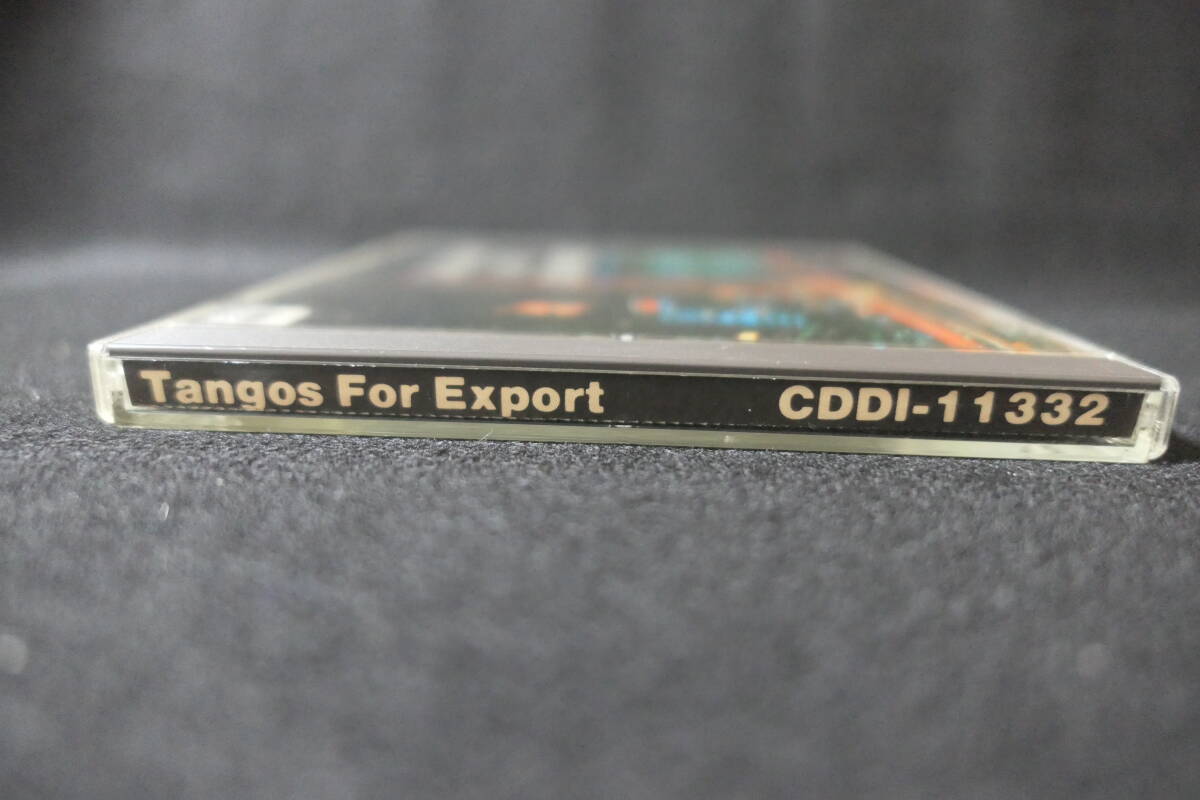 Tangos For Export CDDI-11332